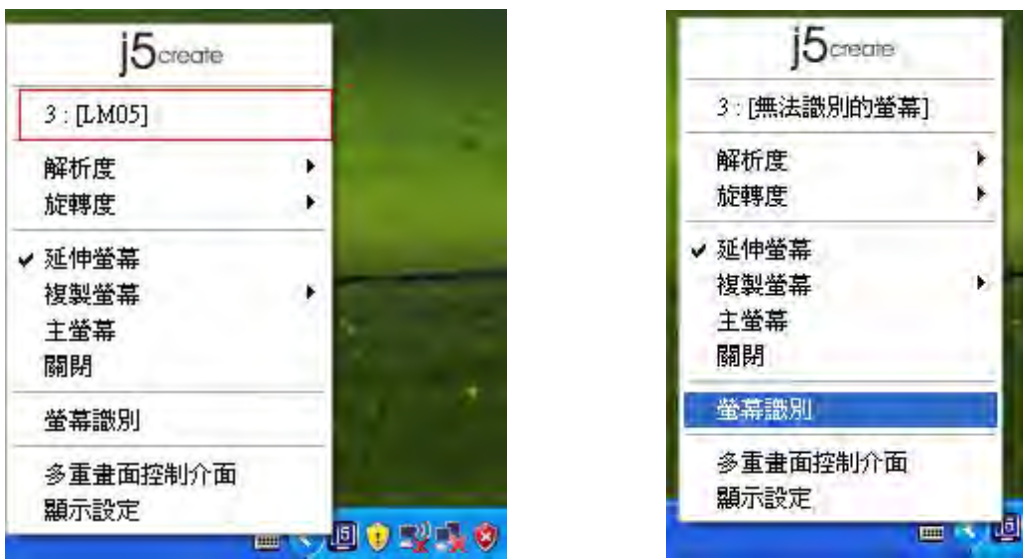 j5create
3 : [LM05]
解析度
旋轉度
延伸螢幕
複製螢幕
主螢幕
關閉
螢幕識別
多重畫面控制介面
顯示設定
j5
j5create
3 : [無法識別的螢幕]
解析度
旋轉度
延伸螢幕
複製螢幕
主螢幕
關閉
螢幕識別
多重畫面控制介面
顯示設定
j5